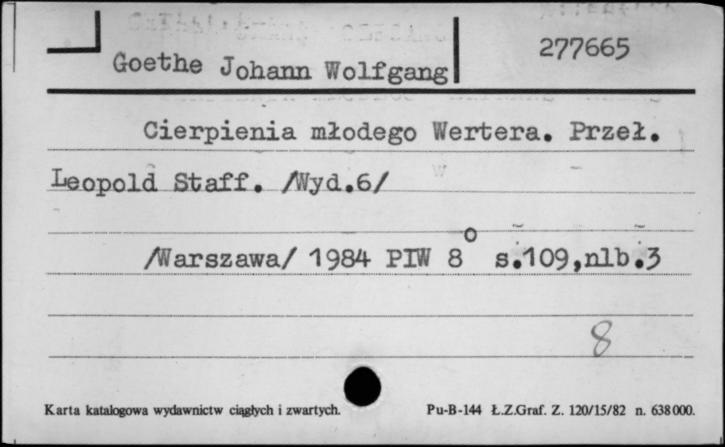 277665
Goethe Johann Wolfgang
Cierpienia młodego Wertera. Przeł.
Leopold Staff. /Wyd.6/
/Warszawa/ 1984 PIW 8° s.109,nlb.3
8
Karta katalogowa wydawnictw ciągłych i zwartych. Pu-B-144 Ł.Z.Graf. Z. 120/15/82 n. 638000.